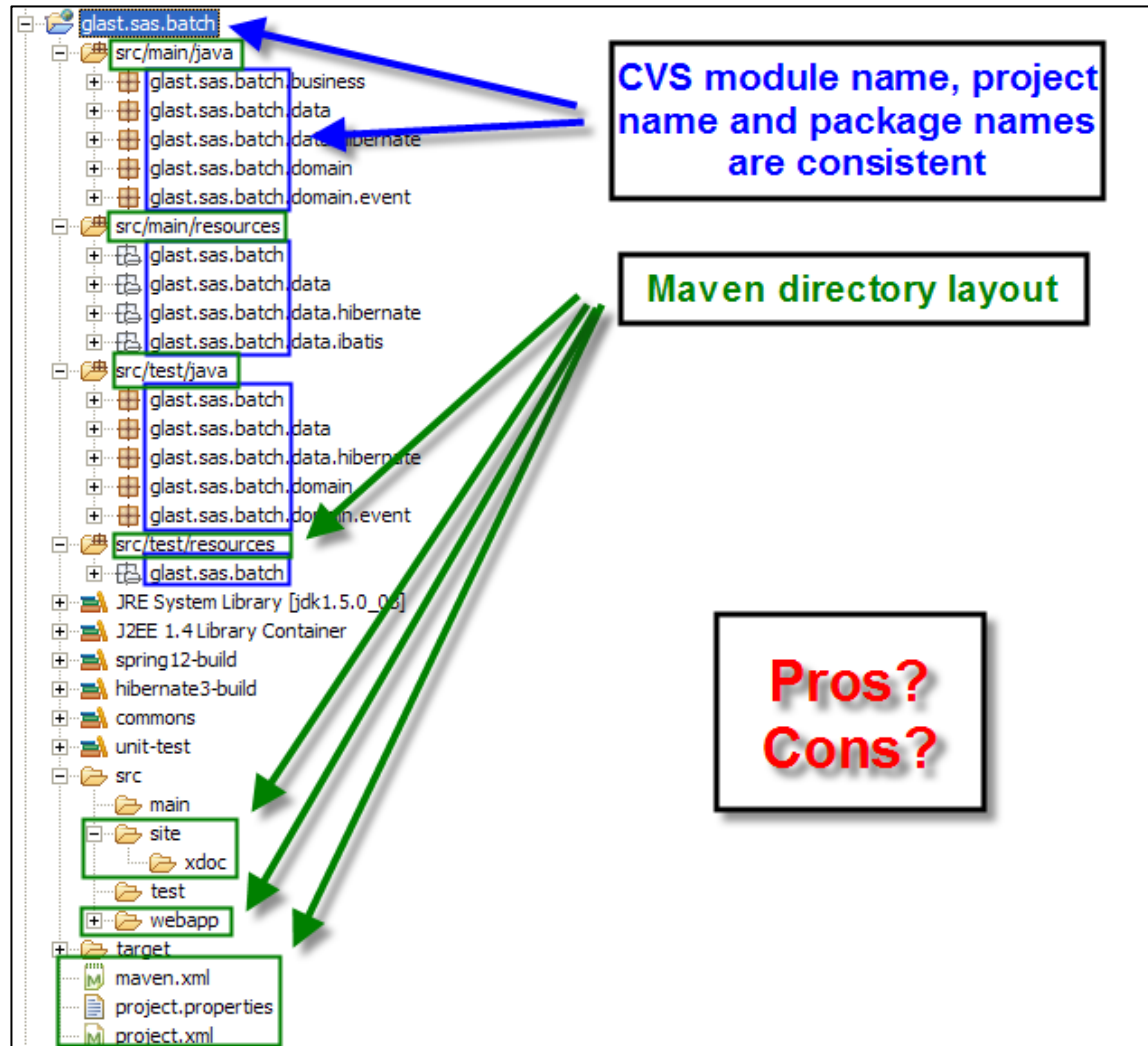 glast.sas.batch
src/main/java
glast.sas.batch.business
glast.sas.batch.data
glast.sas.batch.data.hibernate
glast.sas.batch.domain
glast.sas.batch.domain.event
src/main/resources
glast.sas.batch
glast.sas.batch.data
glast.sas.batch.data.hibernate
glast.sas.batch.data.ibatis
src/test/java
glast.sas.batch
glast.sas.batch.data
glast.sas.batch.data.hibernate
glast.sas.batch.domain
glast.sas.batch.domain.event
src/test/resources
glast.sas.batch
JRE System Library [jdk1.5.0_03]
J2EE 1.4 Library Container
spring12-build
hibernate3-build
commons
unit-test
src
main
site
xdoc
test
webapp
target
maven.xml
project.properties
project.xml
CVS module name, project
name and package names
are consistent
Maven directory layout
Pros?
Cons?